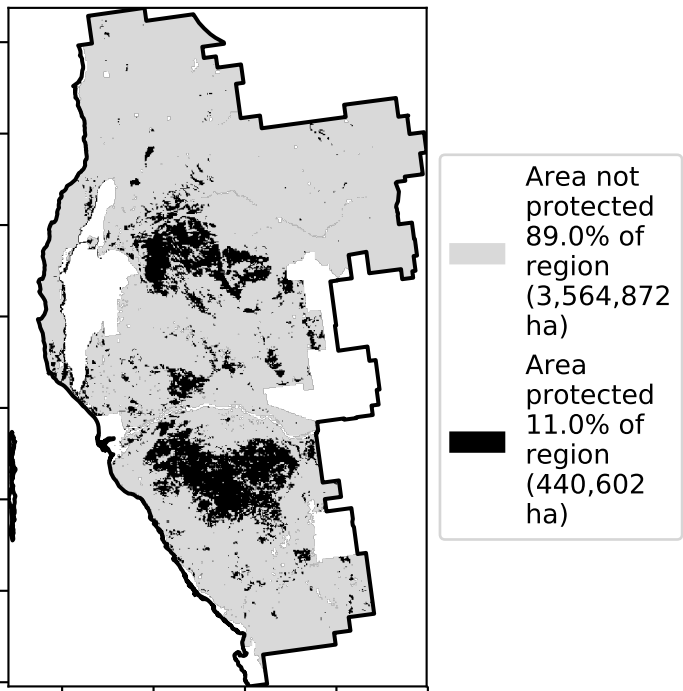 Area not
protected
89.0% of
region
(3,564,872
ha)
Area
protected
11.0% of
region
(440,602
ha)